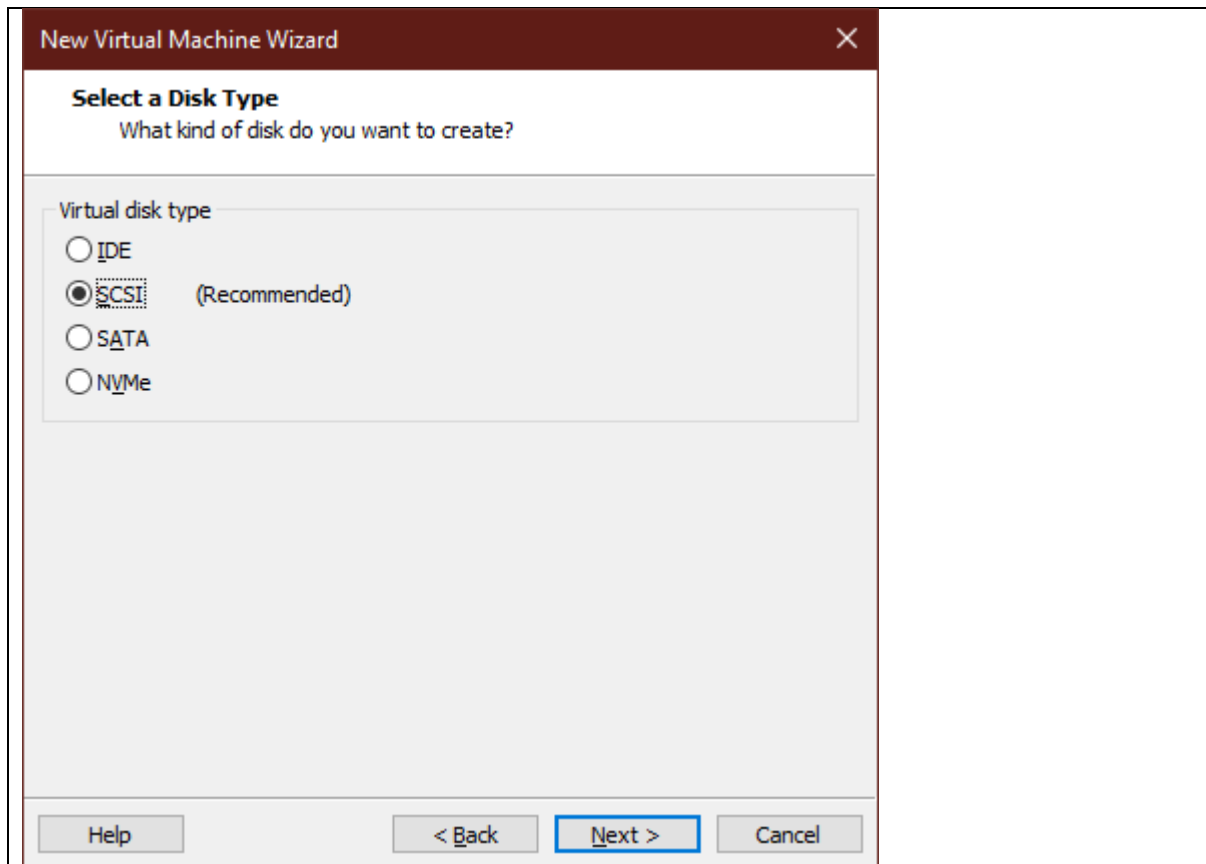 New Virtual Machine Wizard
Select a Disk Type
What kind of disk do you want to create?
Virtual disk type
IDE
SCSI (Recommended)
SATA
NVMe
Help < Back Next > Cancel